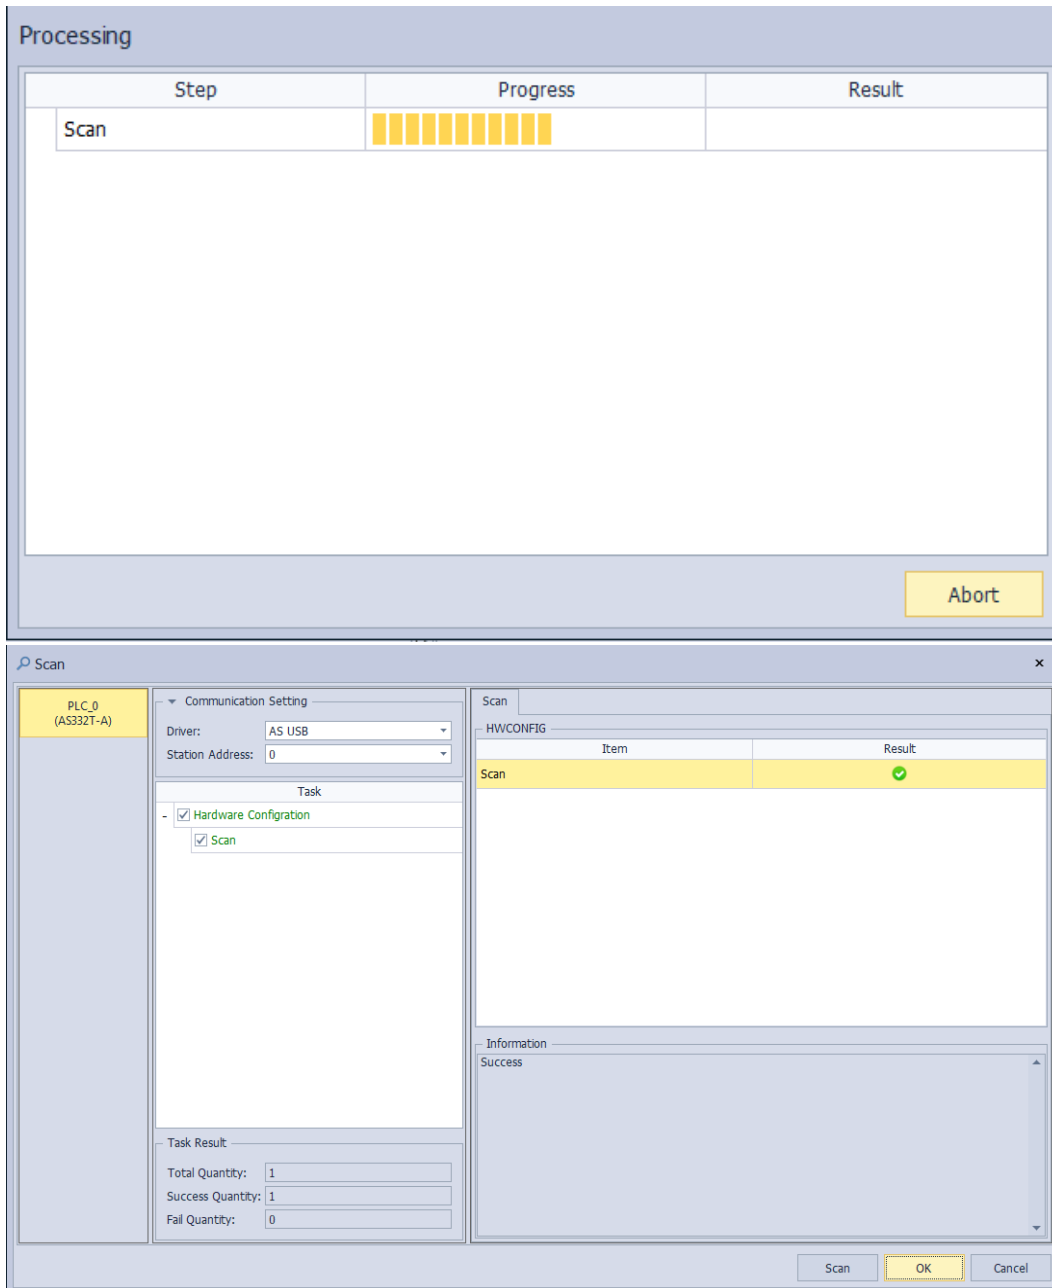 Processing
Step Progress Result
Scan
Abort
Scan
PLC_0
(AS332T-A)
Communication Setting
Driver: AS USB
Station Address: 0
Task
Hardware Configration
Scan
Task Result
Total Quantity: 1
Success Quantity: 1
Fail Quantity: 0
Scan
HWCONFIG
Item Result
Scan
Information
Success
Scan OK Cancel